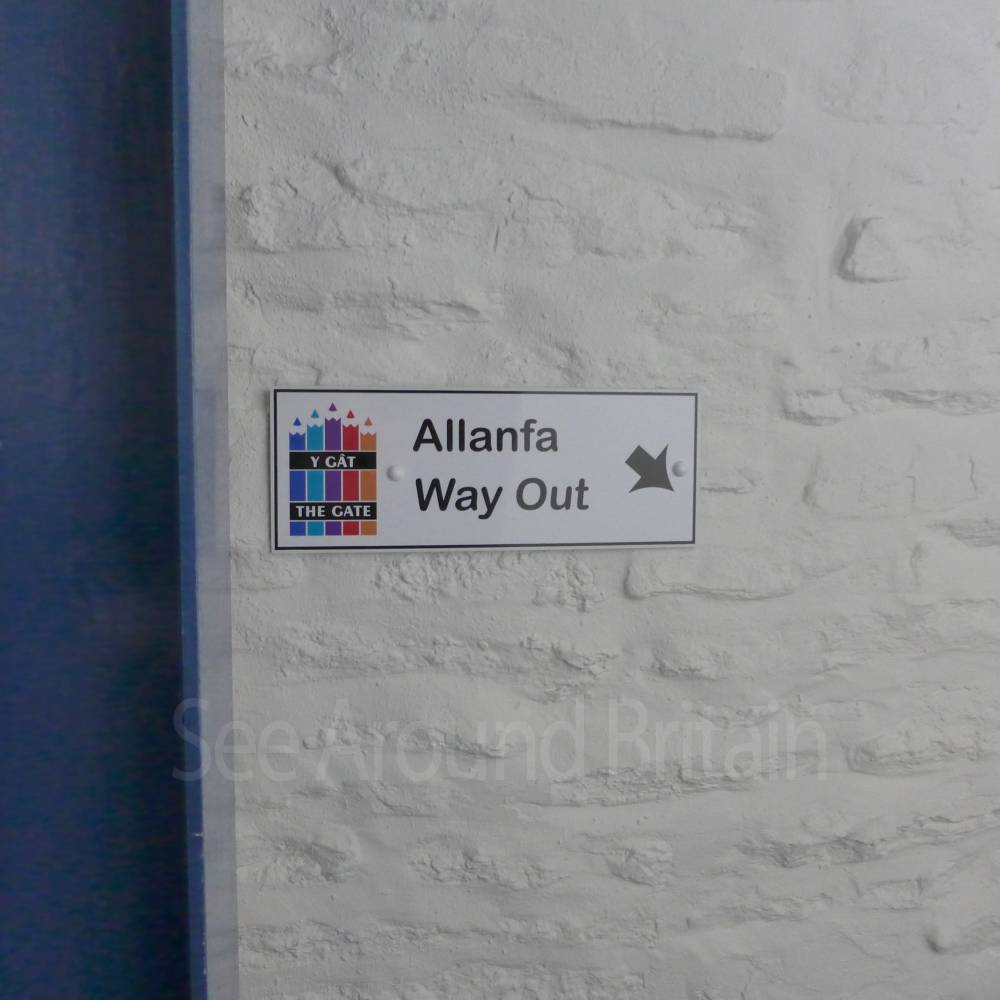 Y GÂT
THE GATE
Allanfa
Way Out
See Around Britain